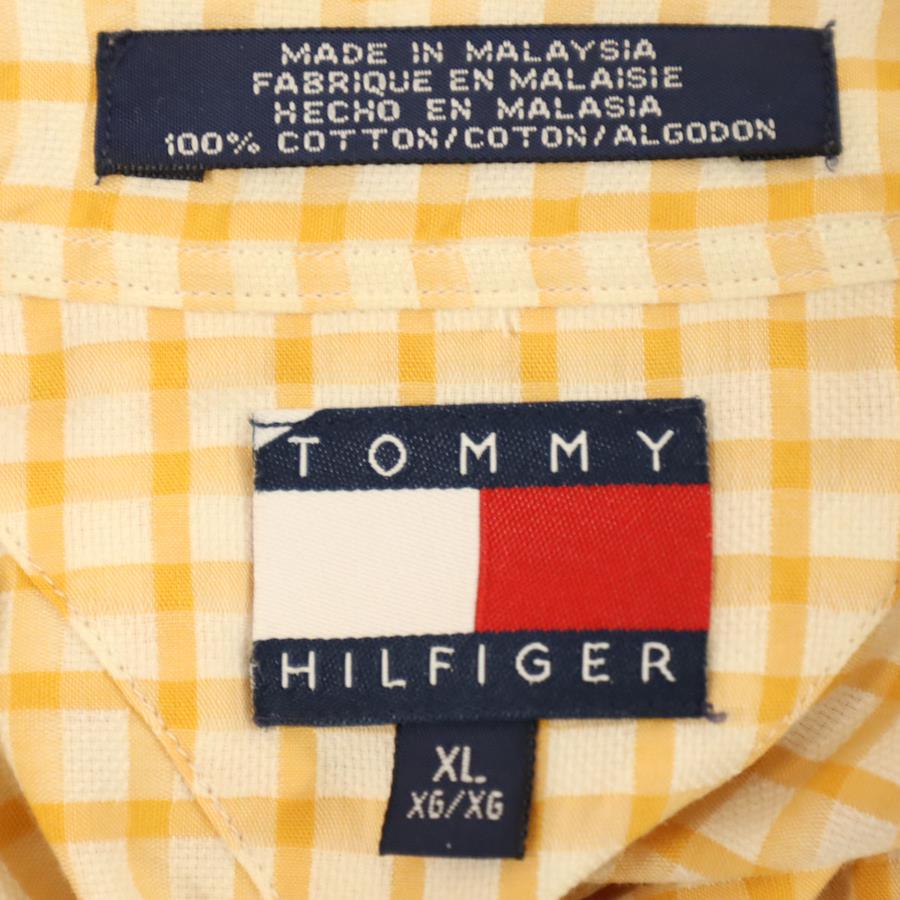 MADE IN MALAYSIA
FABRIQUE EN MALAISIE
HECHO EN MALASIA
100% COTTON/COTON/ALGODON
TOMMY
HILFIGER
XL
XG/XG